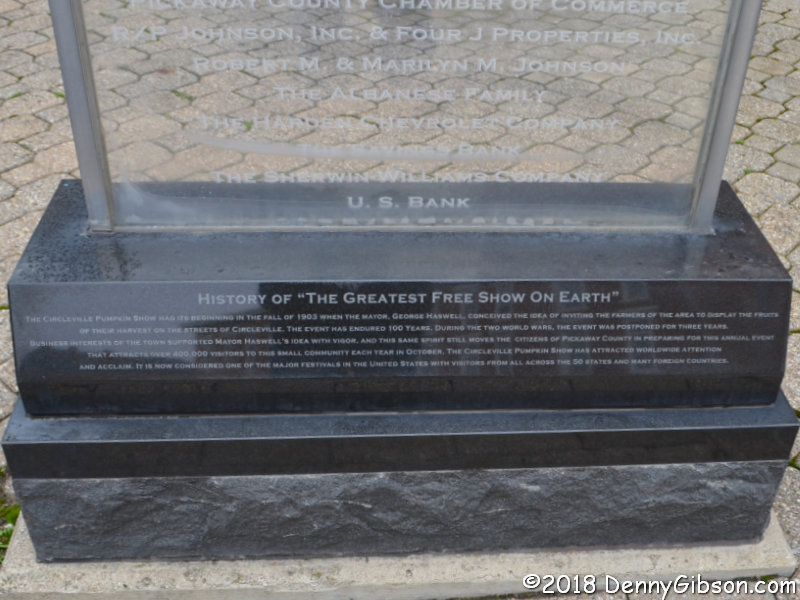 PICKAWAY COUNTY CHAMBER OF COMMERCE
R/P JOHNSON, INC. & FOUR J PROPERTIES, INC.
ROBERT M. & MARILYN M. JOHNSON
THE ALBANESE FAMILY
THE HADDEN CHEVROLET COMPANY
THE SAVINGS BANK
THE SHERWIN-WILLIAMS COMPANY
U. S. BANK
HISTORY OF “THE GREATEST FREE SHOW ON EARTH”
THE CIRCLEVILLE PUMPKIN SHOW HAD ITS BEGINNING IN THE FALL OF 1903 WHEN THE MAYOR, GEORGE HASWELL, CONCEIVED THE IDEA OF INVITING THE FARMERS OF THE AREA TO DISPLAY THE FRUITS
OF THEIR HARVEST ON THE STREETS OF CIRCLEVILLE. THE EVENT HAS ENDURED 100 YEARS. DURING THE TWO WORLD WARS, THE EVENT WAS POSTPONED FOR THREE YEARS.
BUSINESS INTERESTS OF THE TOWN SUPPORTED MAYOR HASWELL'S IDEA WITH VIGOR, AND THIS SAME SPIRIT STILL MOVES THE CITIZENS OF PICKAWAY COUNTY IN PREPARING FOR THIS ANNUAL EVENT
THAT ATTRACTS OVER 400,000 VISITORS TO THIS SMALL COMMUNITY EACH YEAR IN OCTOBER. THE CIRCLEVILLE PUMPKIN SHOW HAS ATTRACTED WORLDWIDE ATTENTION
AND ACCLAIM. IT IS NOW CONSIDERED ONE OF THE MAJOR FESTIVALS IN THE UNITED STATES WITH VISITORS FROM ALL ACROSS THE 50 STATES AND MANY FOREIGN COUNTRIES.
©2018 DennyGibson.com